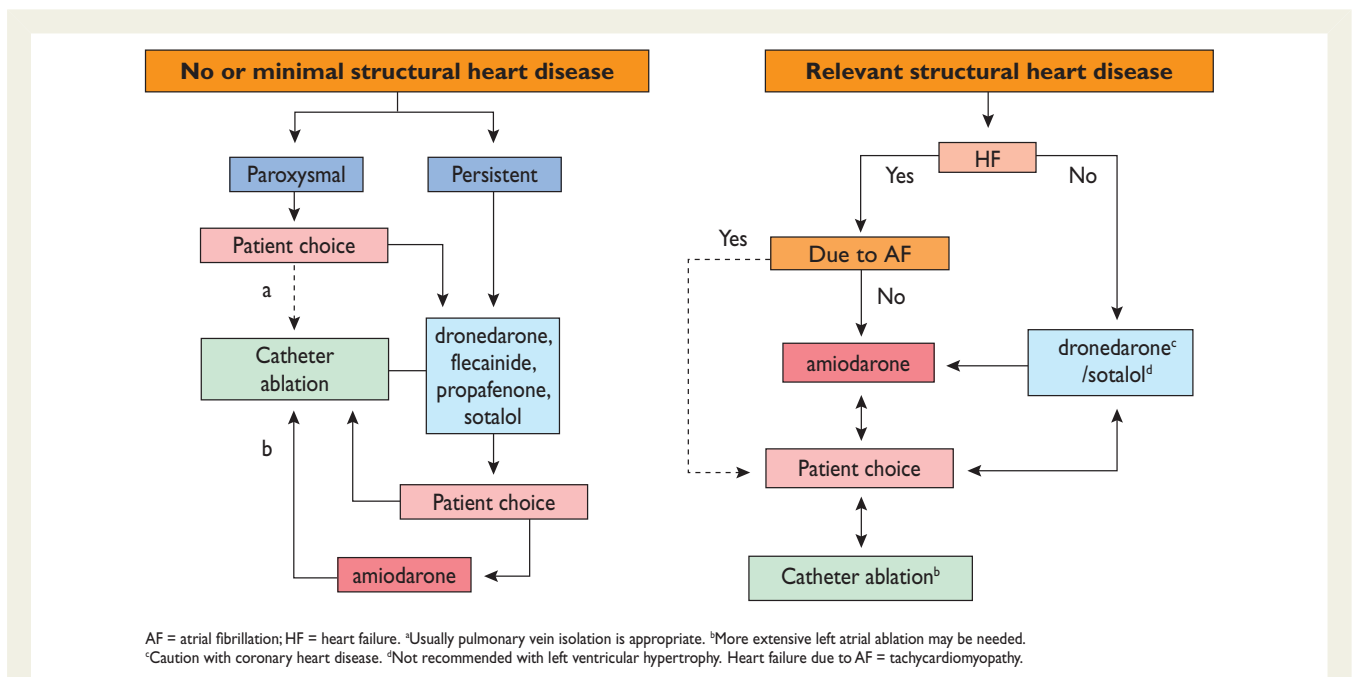 No or minimal structural heart disease
Paroxysmal
Persistent
Patient choice
a
Catheter
ablation
dronedarone,
flecainide,
propafenone,
sotalol
b
Patient choice
amiodarone
Relevant structural heart disease
HF
Yes
No
Yes
Due to AF
No
amiodarone
dronedaroneᶜ
/sotalolᵈ
Patient choice
Catheter ablationᵇ
AF = atrial fibrillation; HF = heart failure. ᵃUsually pulmonary vein isolation is appropriate. ᵇMore extensive left atrial ablation may be needed.
ᶜCaution with coronary heart disease. ᵈNot recommended with left ventricular hypertrophy. Heart failure due to AF = tachycardiomyopathy.